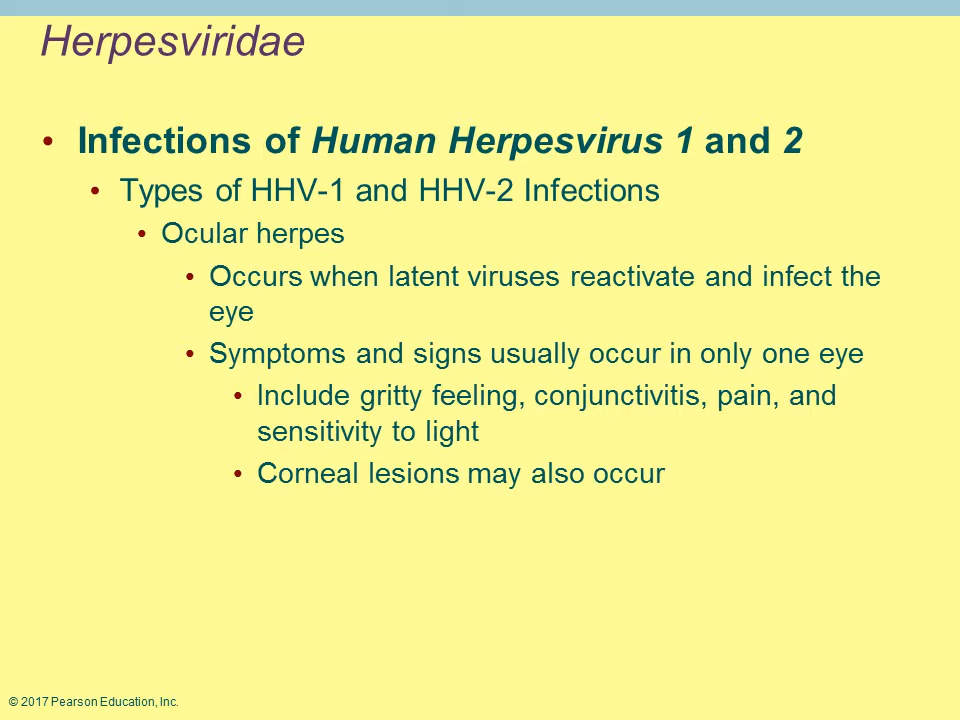 Herpesviridae
• Infections of Human Herpesvirus 1 and 2
• Types of HHV-1 and HHV-2 Infections
• Ocular herpes
• Occurs when latent viruses reactivate and infect the
eye
• Symptoms and signs usually occur in only one eye
• Include gritty feeling, conjunctivitis, pain, and
sensitivity to light
• Corneal lesions may also occur
© 2017 Pearson Education, Inc.